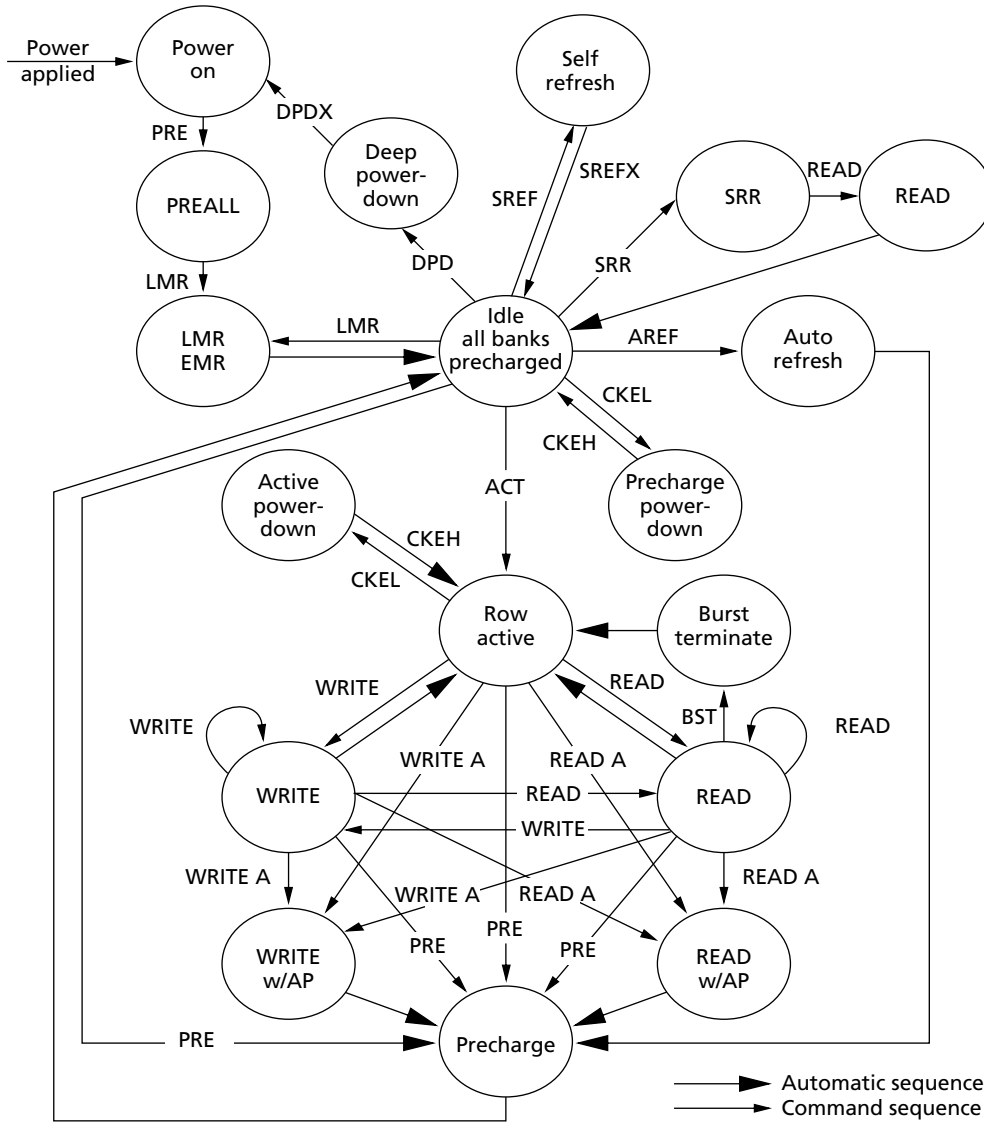 Power
applied
Power
on
Self
refresh
DPDX
PRE
Deep
power-
down
READ
SREFX
PREALL
SREF
SRR
READ
DPD
SRR
LMR
Idle
all banks
precharged
LMR
LMR
EMR
AREF
Auto
refresh
CKEL
CKEH
Active
power-
down
ACT
Precharge
power-
down
CKEH
CKEL
Row
active
Burst
terminate
WRITE
READ
BST
WRITE
READ
WRITE A
READ A
WRITE
READ
READ
WRITE
WRITE A
READ A
WRITE A
READ A
PRE
PRE
PRE
WRITE
w/AP
READ
w/AP
PRE
Precharge
Automatic sequence
Command sequence